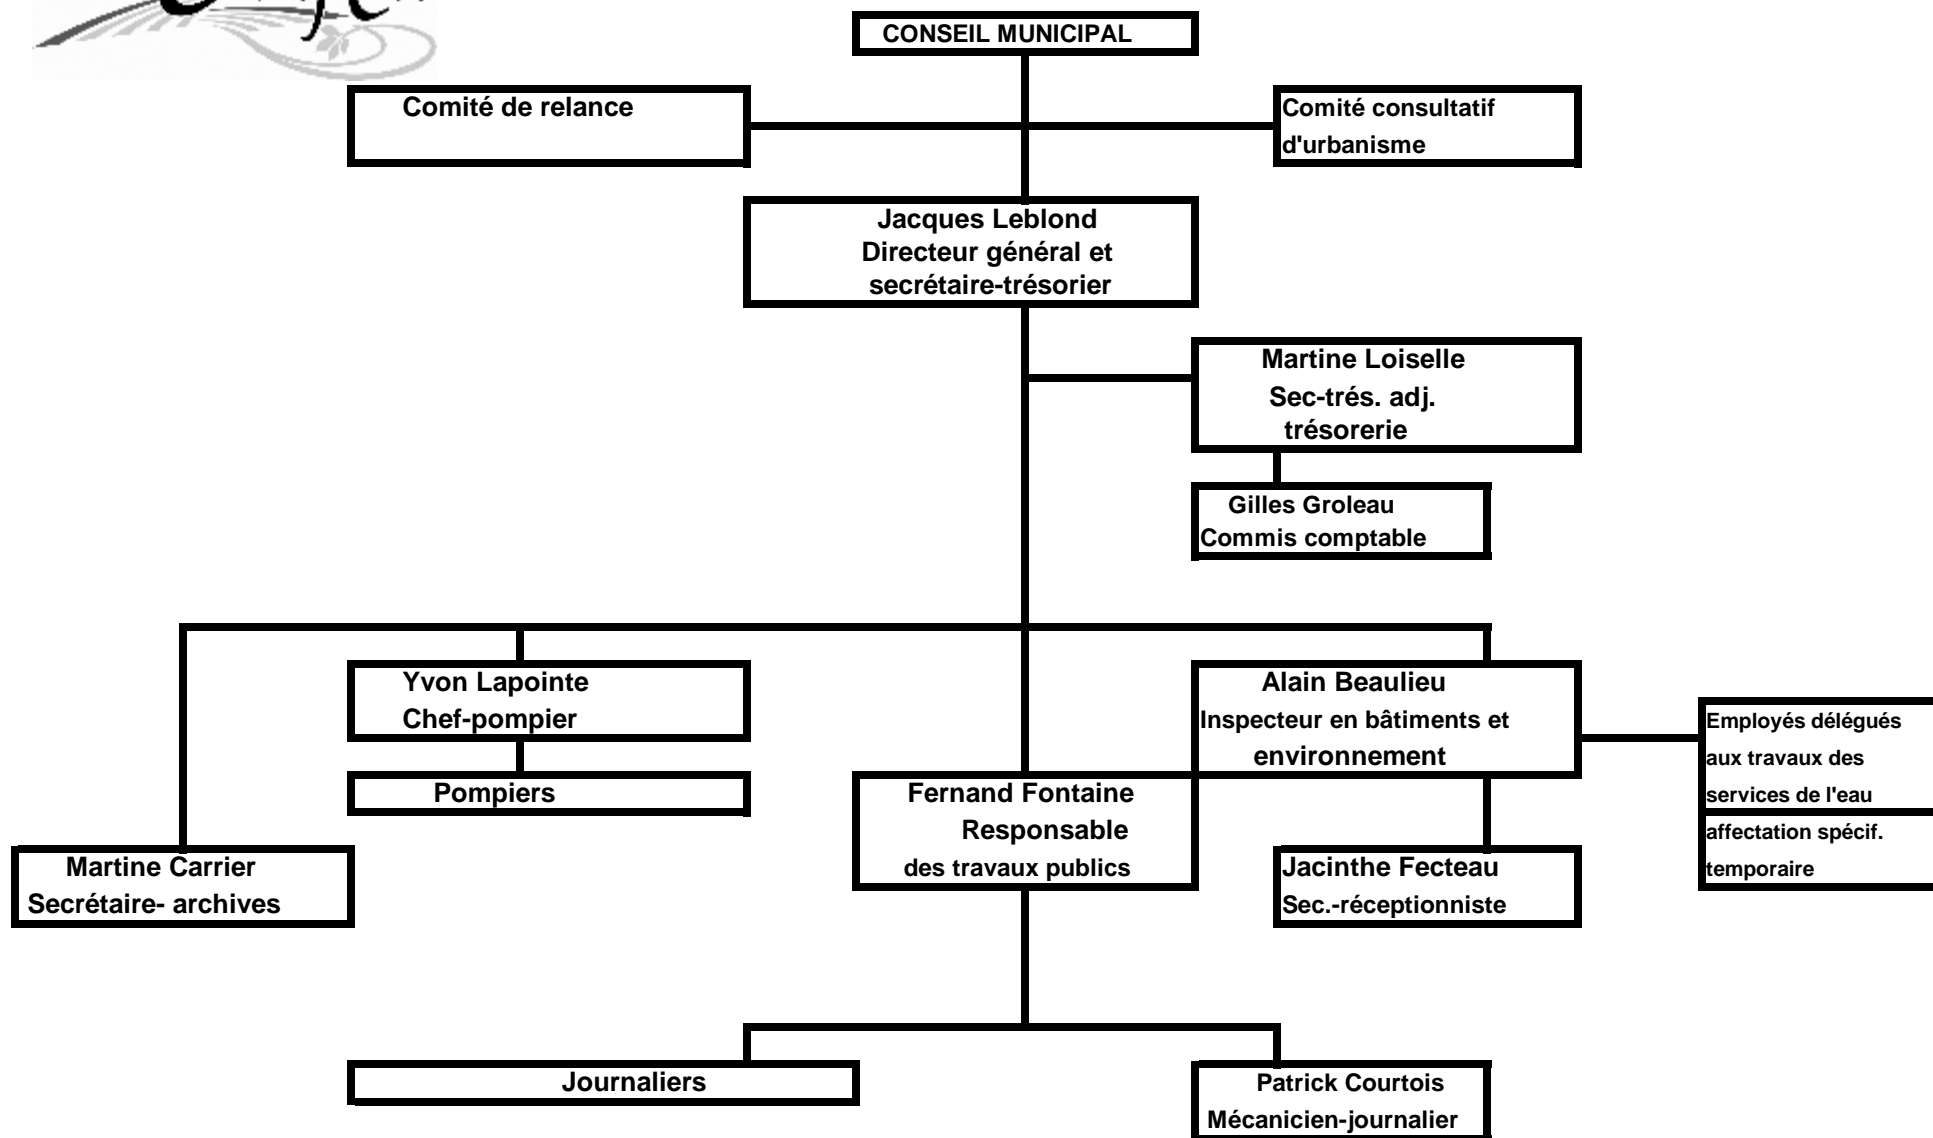 CONSEIL MUNICIPAL
Comité de relance
Comité consultatif
d'urbanisme
Jacques Leblond
Directeur général et
secrétaire-trésorier
Martine Loiselle
Sec-trés. adj.
trésorerie
Gilles Groleau
Commis comptable
Yvon Lapointe
Chef-pompier
Pompiers
Alain Beaulieu
Inspecteur en bâtiments et
environnement
Employés délégués
aux travaux des
services de l'eau
affectation spécif.
temporaire
Fernand Fontaine
Responsable
des travaux publics
Martine Carrier
Secrétaire- archives
Jacinthe Fecteau
Sec.-réceptionniste
Journaliers
Patrick Courtois
Mécanicien-journalier